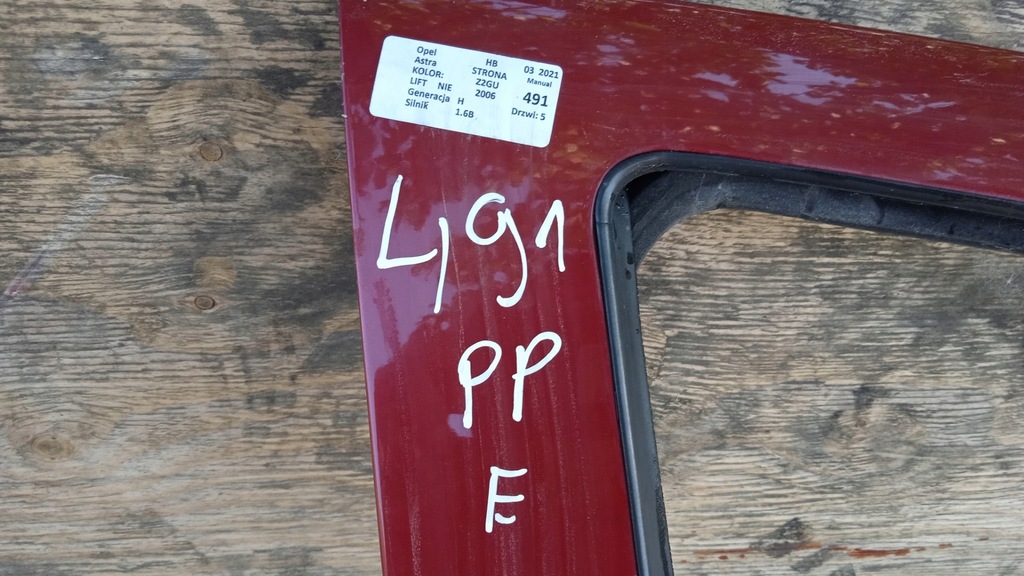 Opel HB 03 2021
Astra STRONA Manual
KOLOR: Z2GU 491
LIFT NIE 2006 Drzwi: 5
Generacja H
Silnik 1.6B
491
PP
E